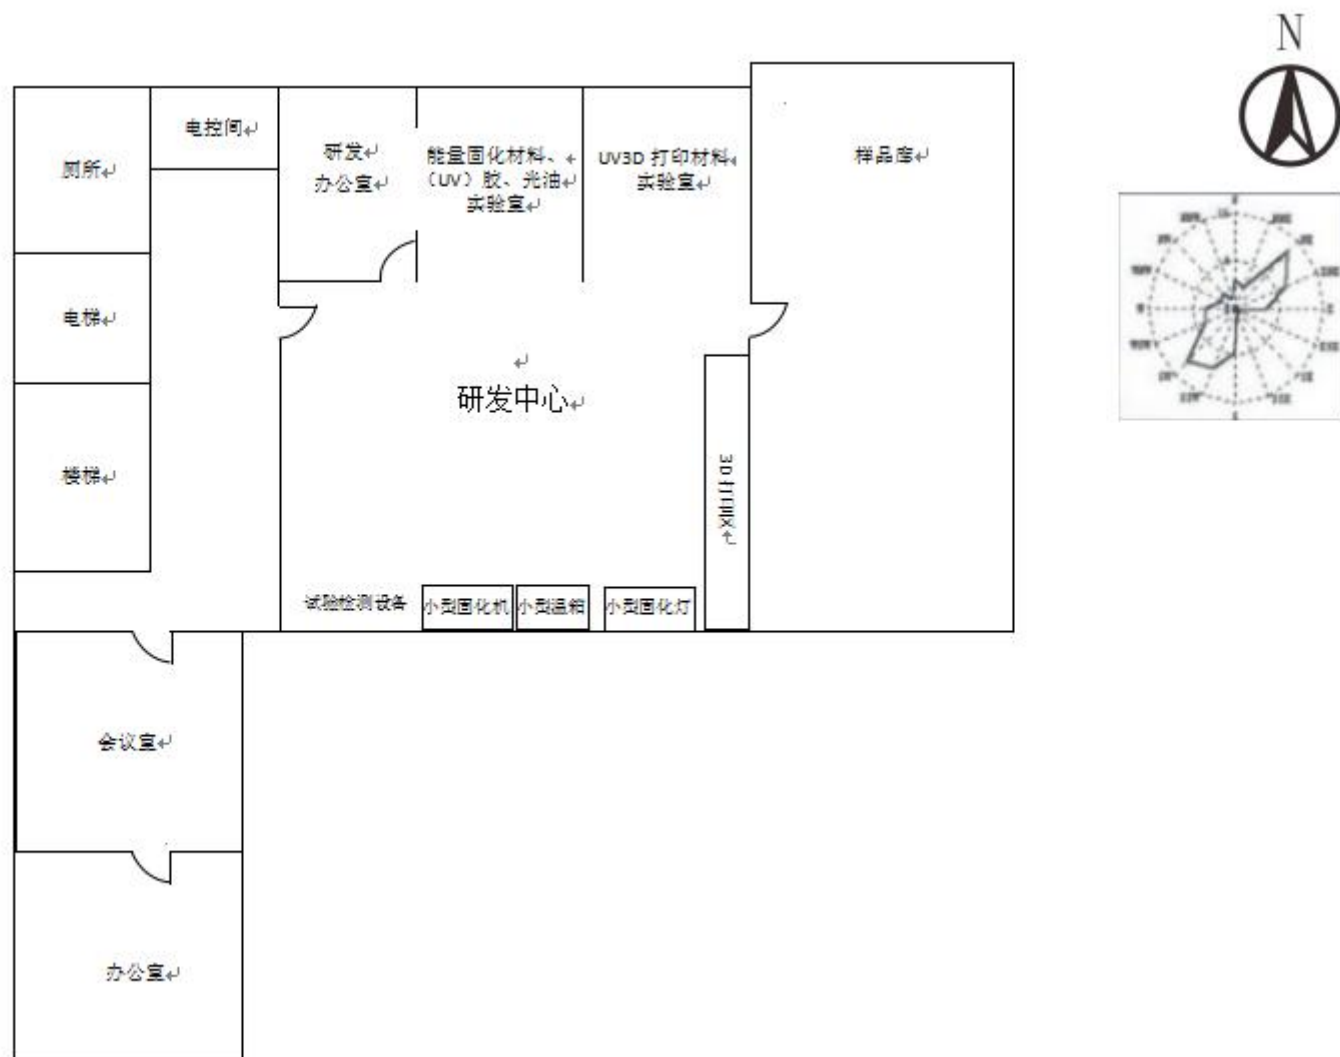 N
电控间
研发
办公室
能量固化材料、
（UV）胶、光油
实验室
UV3D 打印材料
实验室
样品库
厕所
电梯
研发中心
楼梯
3D 打印区
试验检测设备
小型固化机
小型温箱
小型固化灯
会议室
办公室